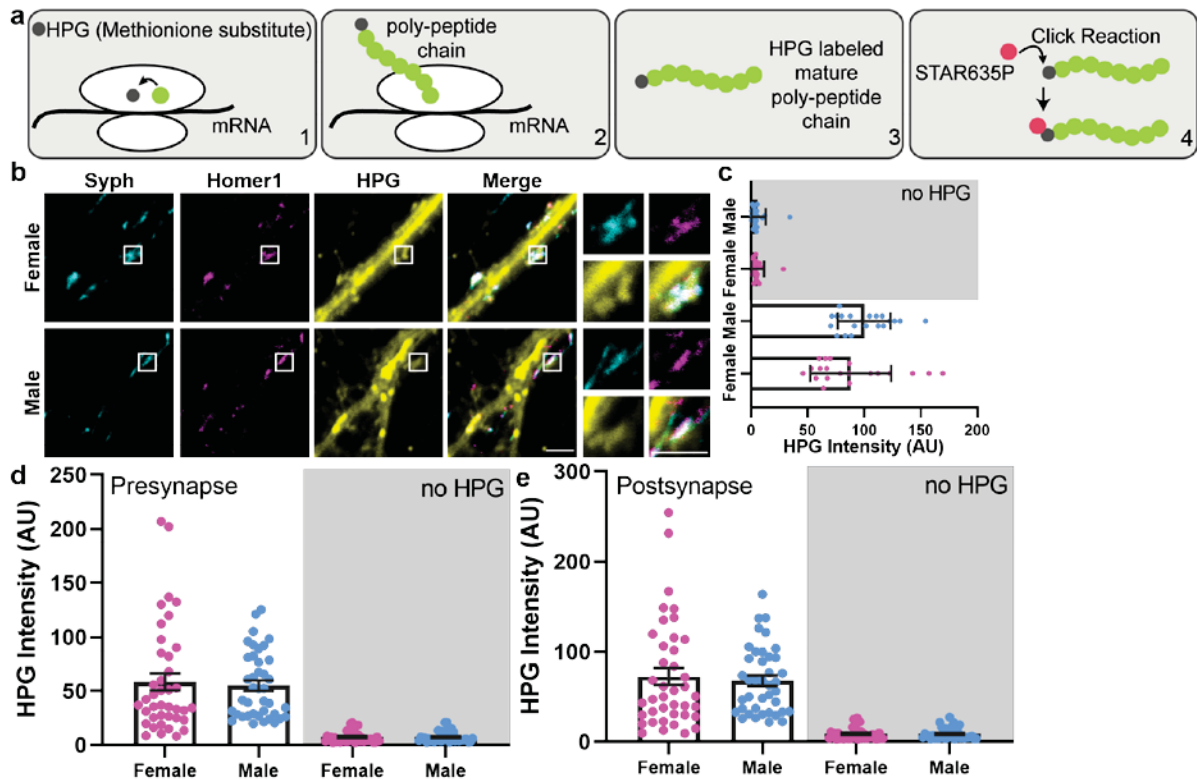 a
HPG (Methionione substitute)
mRNA
1
poly-peptide
chain
mRNA
2
HPG labeled
mature
poly-peptide
chain
3
Click Reaction
STAR635P
4
b
Syph Homer1 HPG Merge
Female
Male
c
no HPG
Male
Female
Male
Female
0 50 100 150 200
HPG Intensity (AU)
d
HPG Intensity (AU)
250
200
150
100
50
0
Presynapse
no HPG
Female Male Female Male
e
HPG Intensity (AU)
300
200
100
0
Postsynapse
no HPG
Female Male Female Male